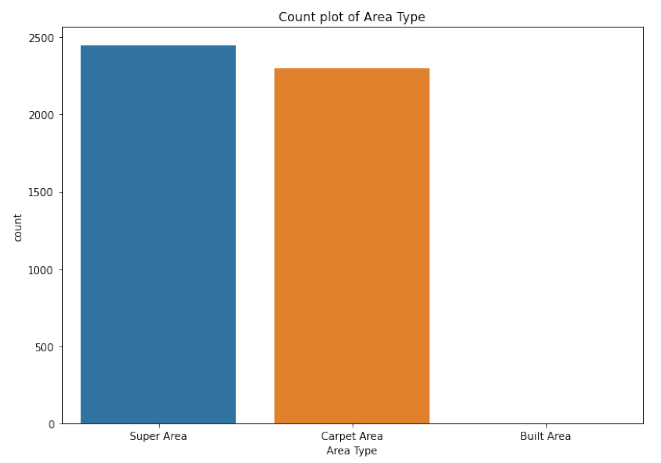 Count plot of Area Type
2500
2000
1500
1000
500
0
count
Super Area Carpet Area Built Area
Area Type